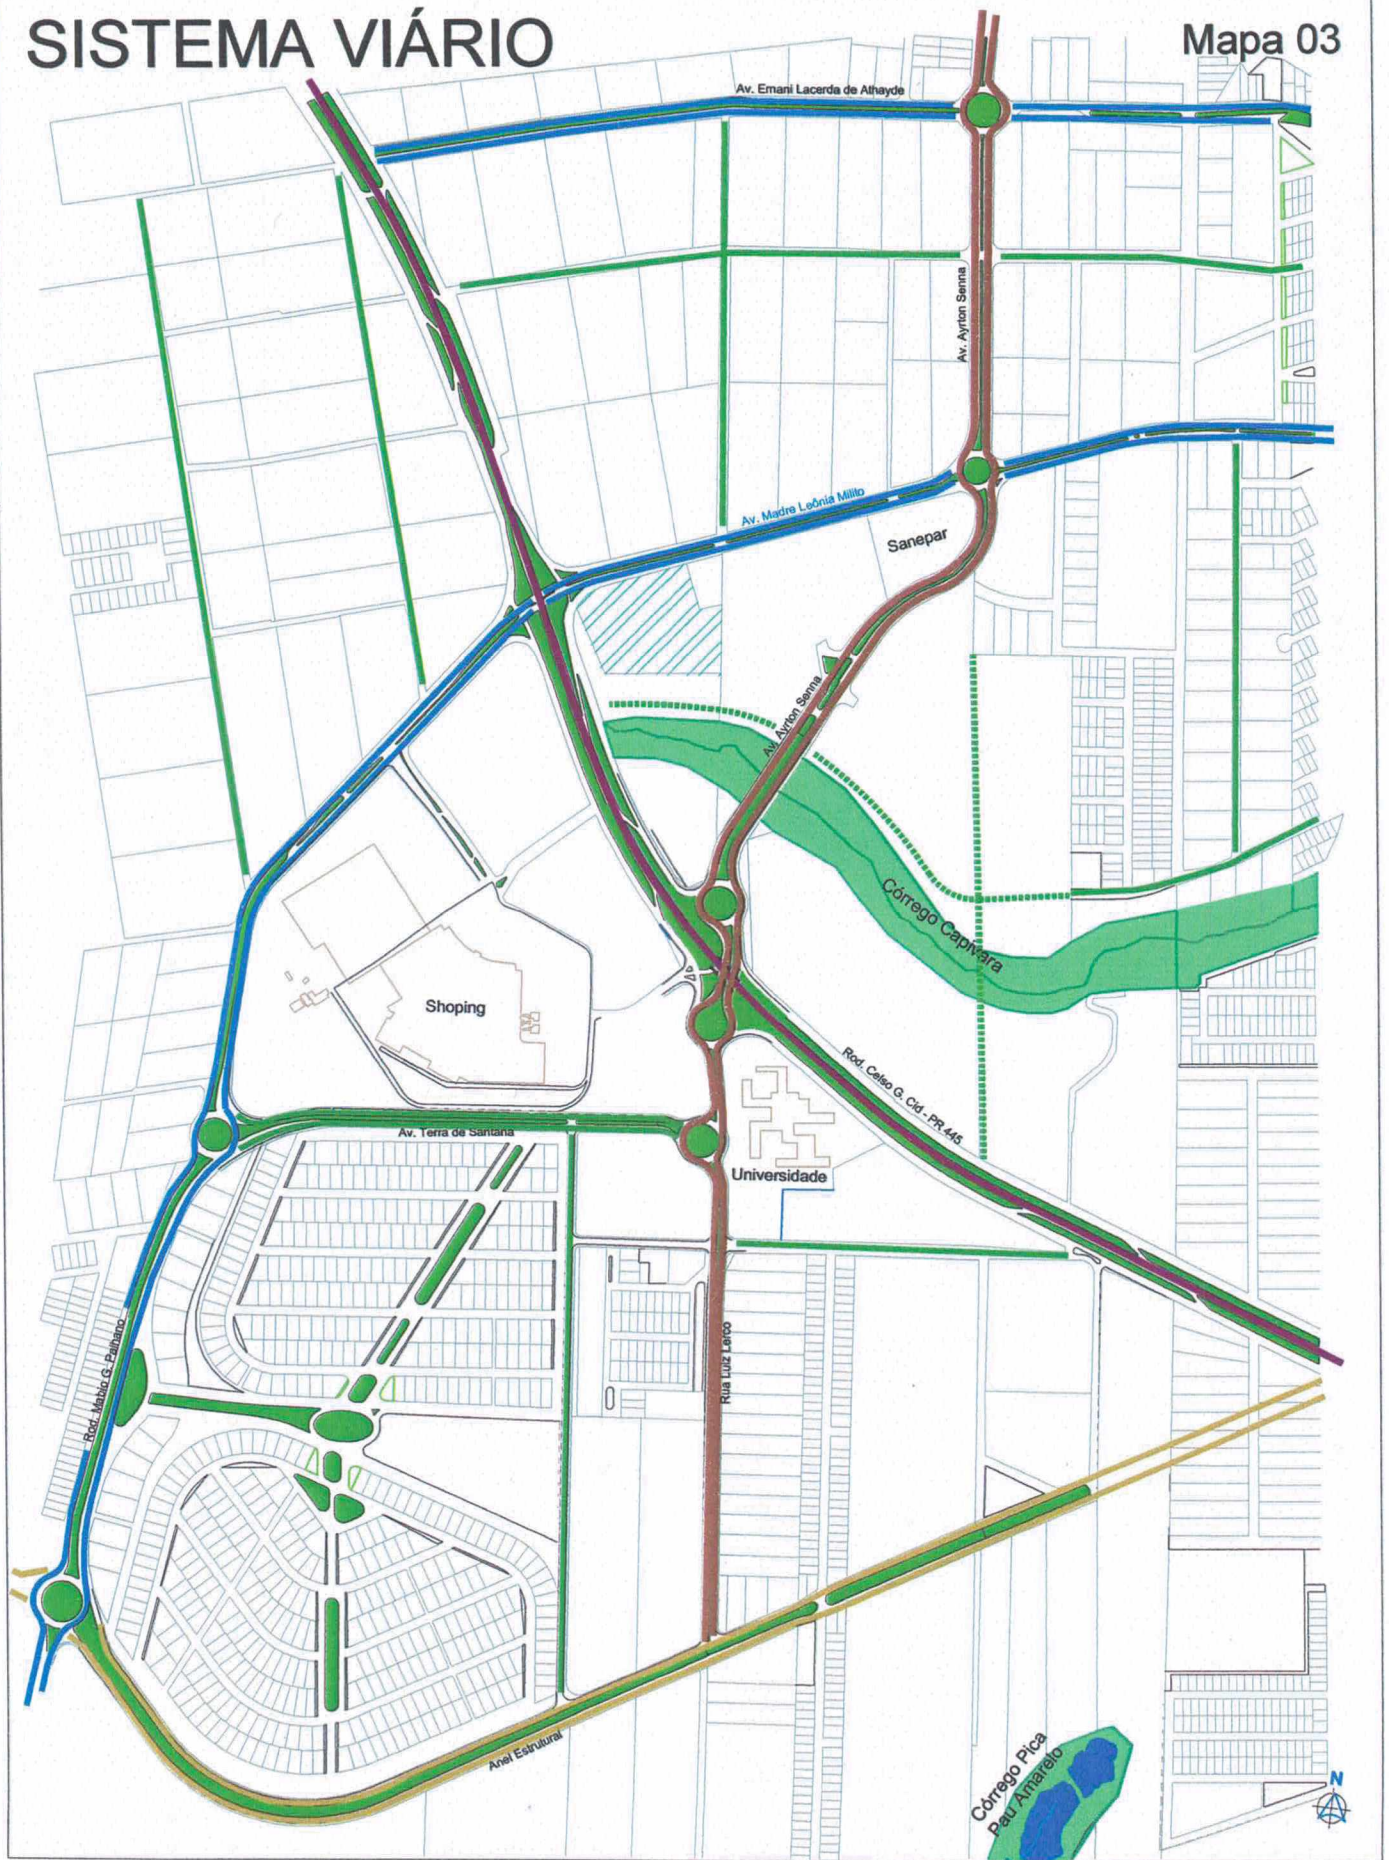 SISTEMA VIÁRIO
Mapa 03
Av. Ernani Lacerda de Athayde
Av. Ayrton Senna
Av. Madre Leônia Milito
Sanepar
Av. Ayrton Senna
Córrego Capivara
Shoping
Rod. Celso G. Cid - PR 445
Av. Terra de Santana
Universidade
Rod. Mabio G. Palhano
Rua Luiz Lerco
Anel Estrutural
Córrego Pica
Pau Amarelo
N